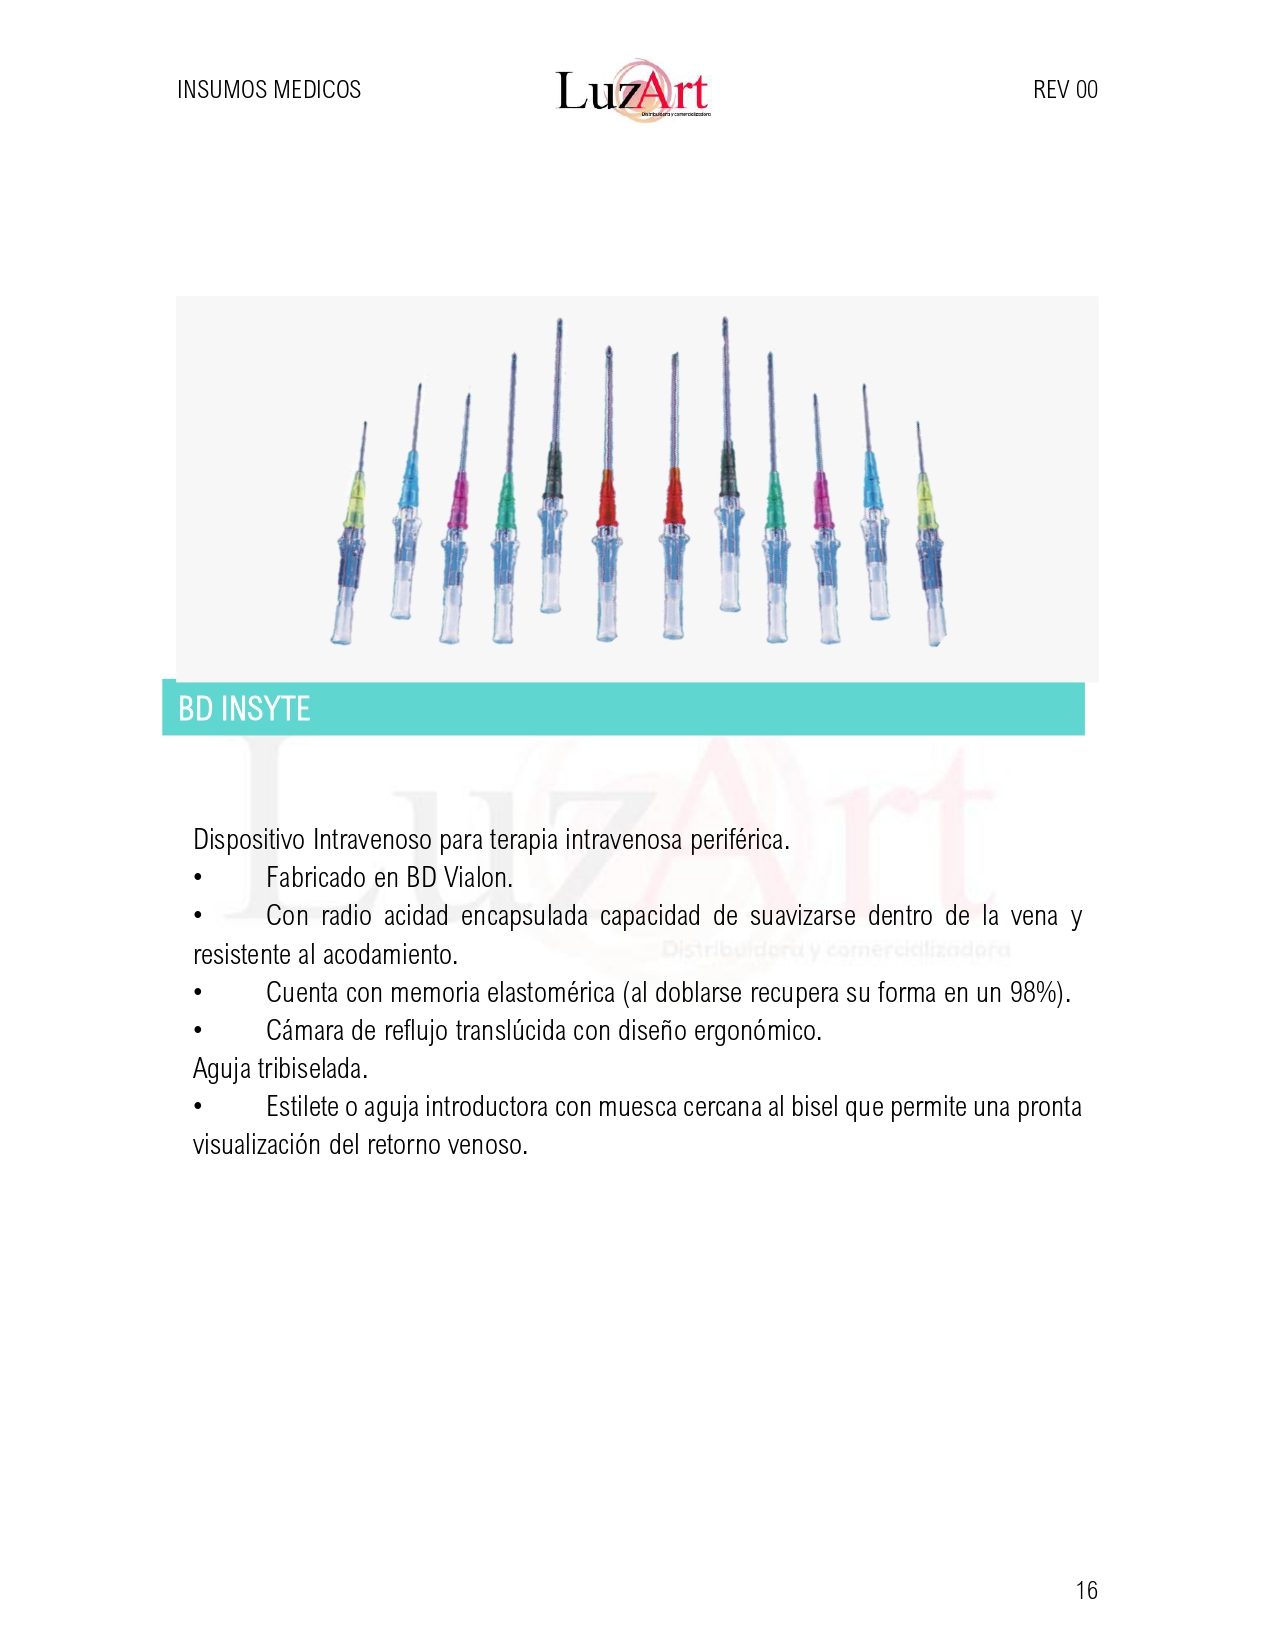 INSUMOS MEDICOS
LuzArt
Distribuidora y comercializadora
REV 00
BD INSYTE
LuzArt
Distribuidora y comercializadora
Dispositivo Intravenoso para terapia intravenosa periférica.
• Fabricado en BD Vialon.
• Con radio acidad encapsulada capacidad de suavizarse dentro de la vena y
resistente al acodamiento.
• Cuenta con memoria elastomérica (al doblarse recupera su forma en un 98%).
• Cámara de reflujo translúcida con diseño ergonómico.
Aguja tribiselada.
• Estilete o aguja introductora con muesca cercana al bisel que permite una pronta
visualización del retorno venoso.
16